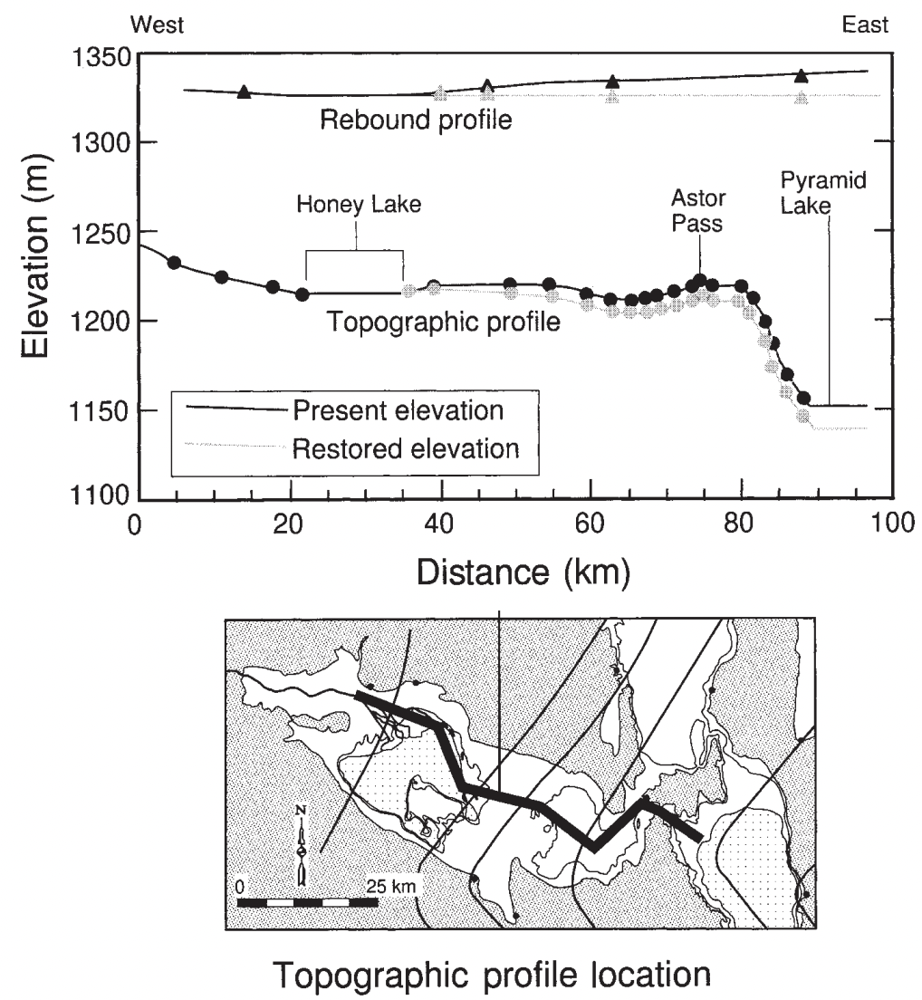 West East
1350
1300
1250
1200
1150
1100
Elevation (m)
Rebound profile
Honey Lake
Astor
Pass
Pyramid
Lake
Topographic profile
Present elevation
Restored elevation
0 20 40 60 80 100
Distance (km)
N
0 25 km
Topographic profile location